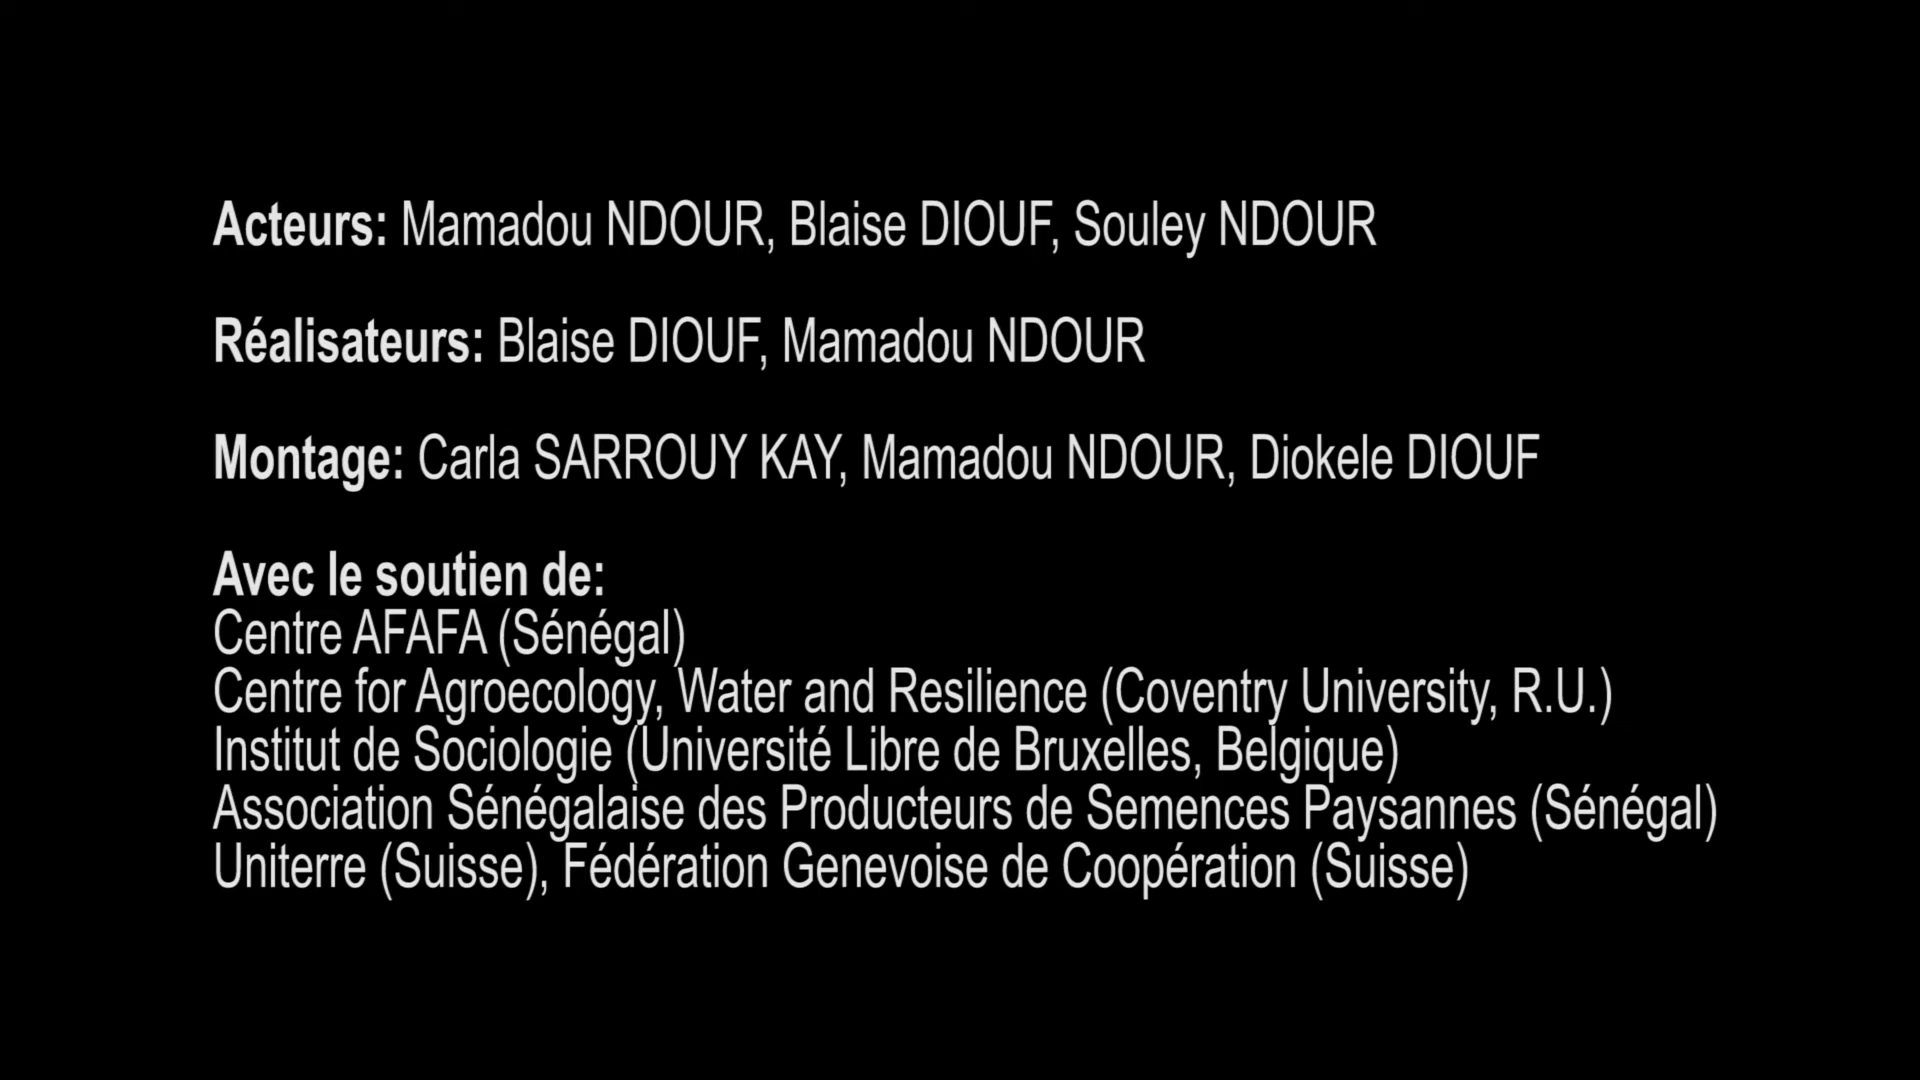 Acteurs: Mamadou NDOUR, Blaise DIOUF, Souley NDOUR
Réalisateurs: Blaise DIOUF, Mamadou NDOUR
Montage: Carla SARROUY KAY, Mamadou NDOUR, Diokele DIOUF
Avec le soutien de:
Centre AFAFA (Sénégal)
Centre for Agroecology, Water and Resilience (Coventry University, R.U.)
Institut de Sociologie (Université Libre de Bruxelles, Belgique)
Association Sénégalaise des Producteurs de Semences Paysannes (Sénégal)
Uniterre (Suisse), Fédération Genevoise de Coopération (Suisse)